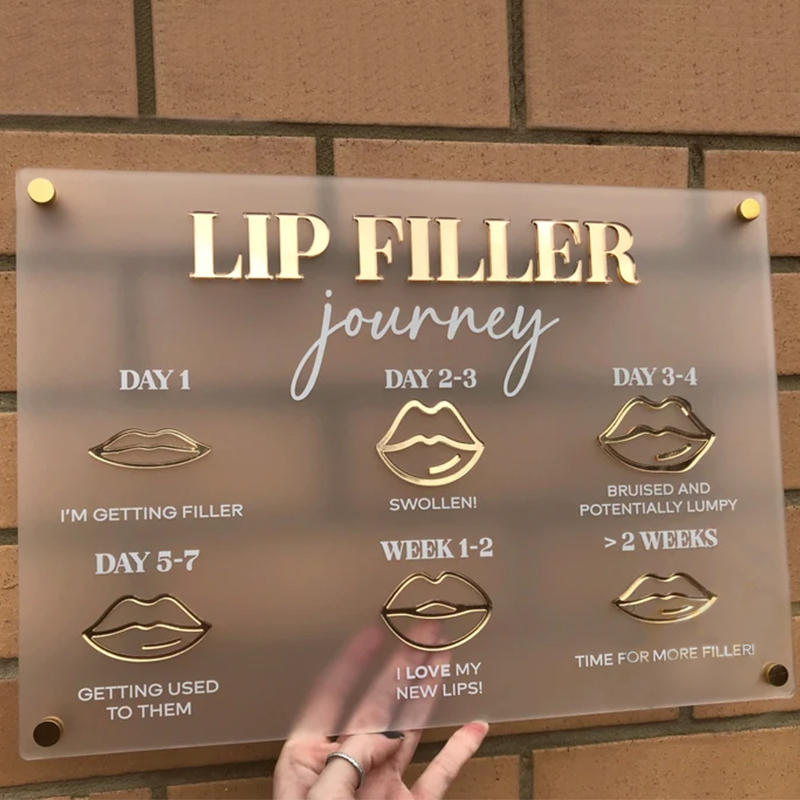 LIP FILLER
journey
DAY 1
I'M GETTING FILLER
DAY 2-3
SWOLLEN!
DAY 3-4
BRUISED AND
POTENTIALLY LUMPY
DAY 5-7
GETTING USED
TO THEM
WEEK 1-2
I LOVE MY
NEW LIPS!
> 2 WEEKS
TIME FOR MORE FILLER!